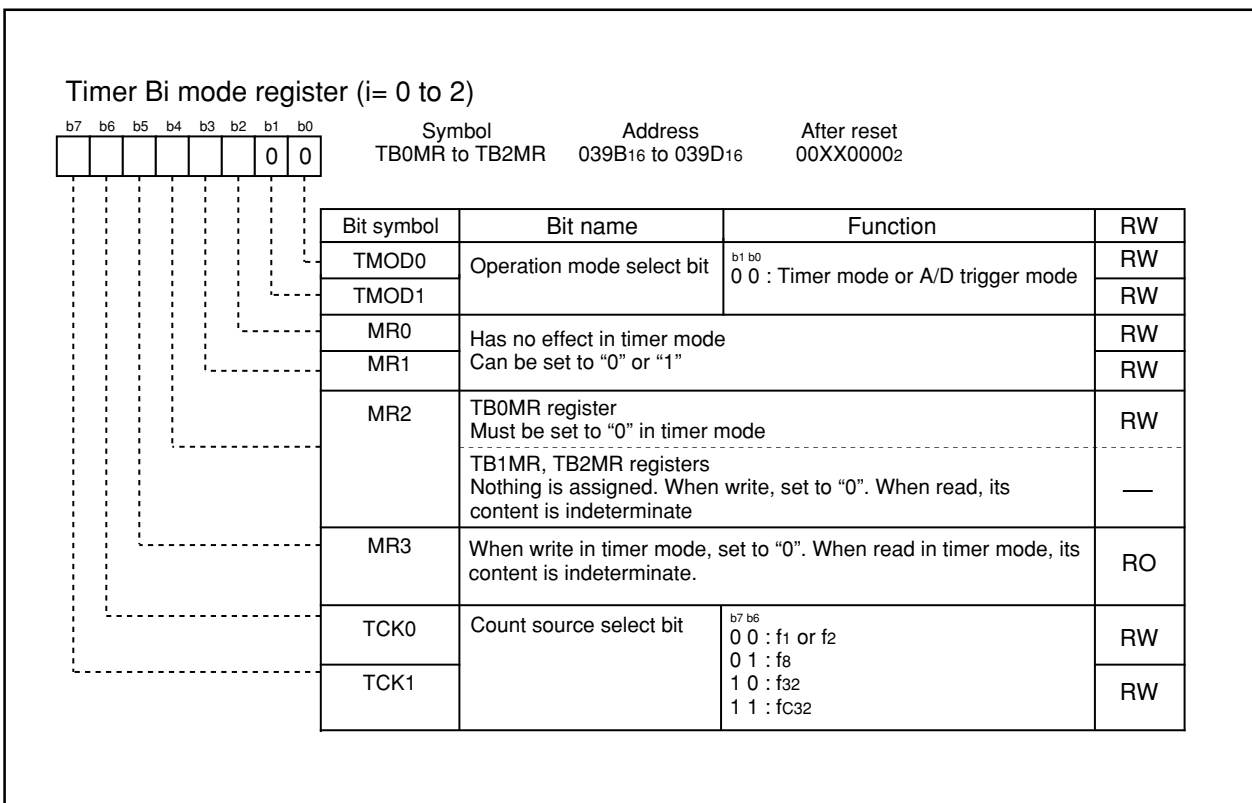 Timer Bi mode register (i= 0 to 2)
b7 b6 b5 b4 b3 b2 b1 b0
0 0
Symbol Address After reset
TB0MR to TB2MR 039B16 to 039D16 00XX00002
Bit symbol Bit name Function RW
TMOD0 Operation mode select bit b1 b0 RW
0 0 : Timer mode or A/D trigger mode
TMOD1 RW
MR0 Has no effect in timer mode RW
MR1 Can be set to “0” or “1” RW
MR2 TB0MR register RW
Must be set to “0” in timer mode
TB1MR, TB2MR registers
Nothing is assigned. When write, set to “0”. When read, its —
content is indeterminate
MR3 When write in timer mode, set to “0”. When read in timer mode, its RO
content is indeterminate.
TCK0 Count source select bit b7 b6 RW
0 0 : f1 or f2
0 1 : f8
TCK1 1 0 : f32 RW
1 1 : fC32